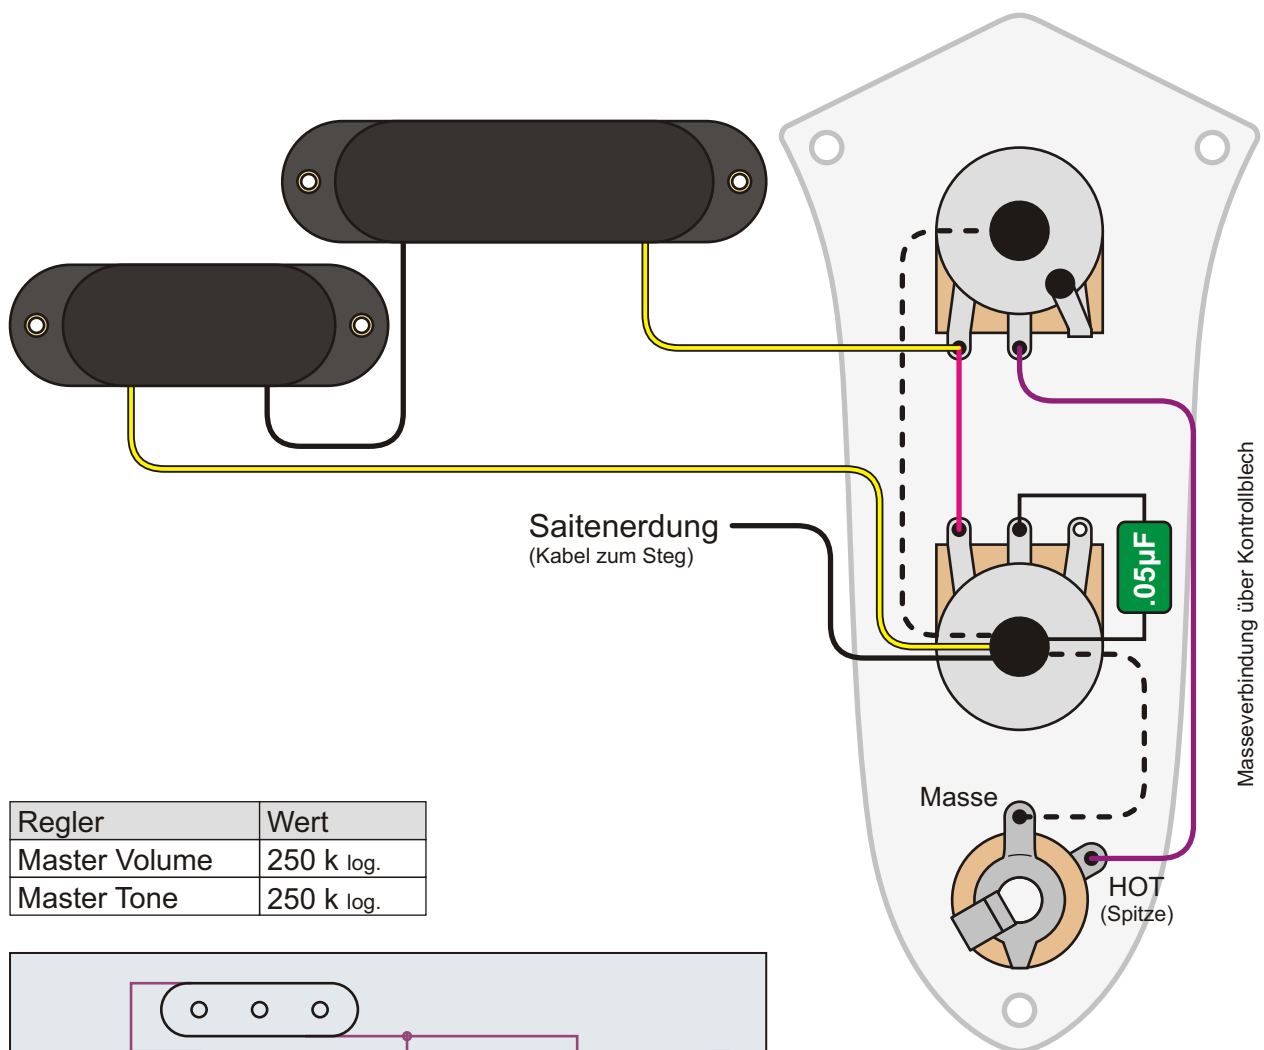 Saitenerdung
(Kabel zum Steg)
.05µF
Masseverbindung über Kontrollblech
Masse
HOT
(Spitze)
Regler Wert
Master Volume 250 k log.
Master Tone 250 k log.